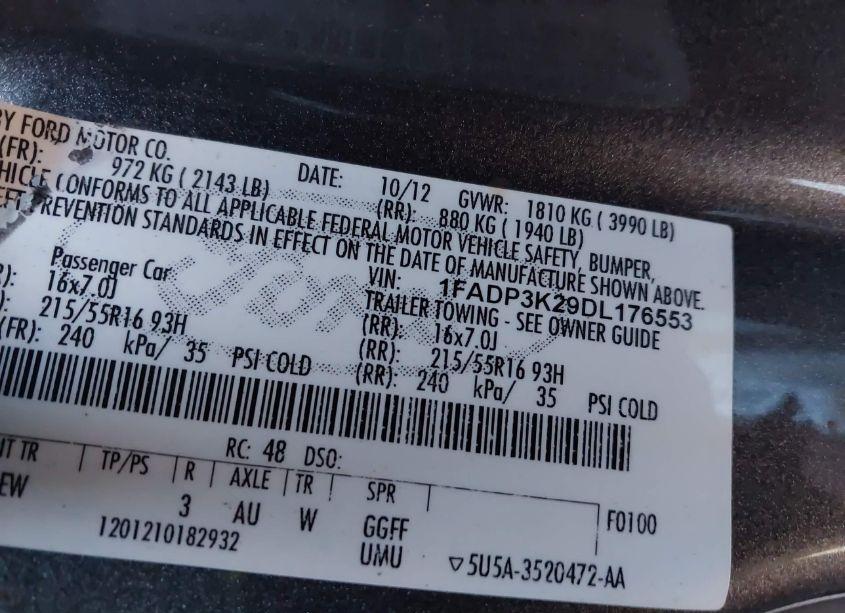 BY FORD MOTOR CO.
DATE: 10/12 GVWR: 1810 KG ( 3990 LB)
(FR): 972 KG ( 2143 LB) (RR): 880 KG ( 1940 LB)
CONFORMS TO ALL APPLICABLE FEDERAL MOTOR VEHICLE SAFETY, BUMPER,
PREVENTION STANDARDS IN EFFECT ON THE DATE OF MANUFACTURE SHOWN ABOVE.
VIN: 1FADP3K29DL176553
Passenger Car TRAILER TOWING - SEE OWNER GUIDE
R): 16x7.0J (RR): 16x7.0J
R): 215/55R16 93H (RR): 215/55R16 93H
(FR): 240 kPa/ 35 PSI COLD (RR): 240 kPa/ 35 PSI COLD
RC: 48 DSO:
NT TR TP/PS R AXLE TR SPR
EW 3 AU W GGFF F0100
1201210182932 UMU ▽5U5A-3520472-AA